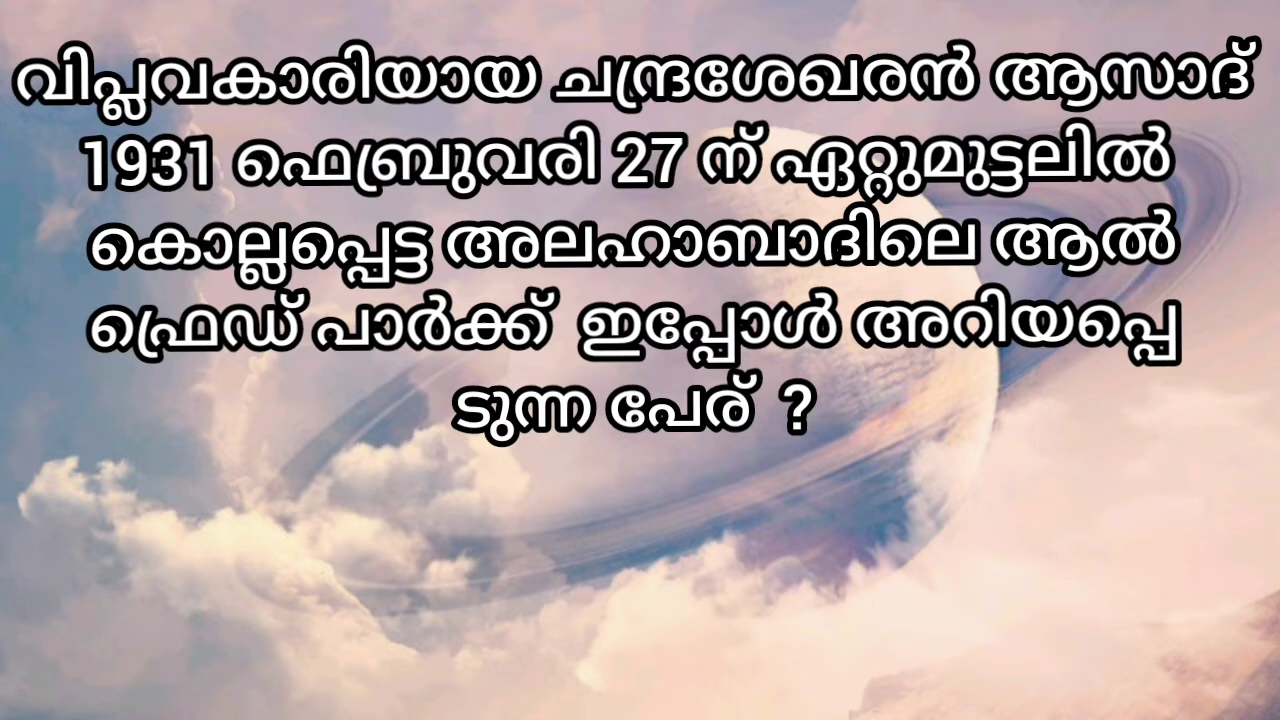 വിപ്ലവകാരിയായ ചന്ദ്രശേഖരൻ ആസാദ്
1931 ഫെബ്രുവരി 27 ന് ഏറ്റുമുട്ടലിൽ
കൊല്ലപ്പെട്ട അലഹാബാദിലെ ആൽ
ഫ്രെഡ് പാർക്ക് ഇപ്പോൾ അറിയപ്പെ
ടുന്ന പേര് ?